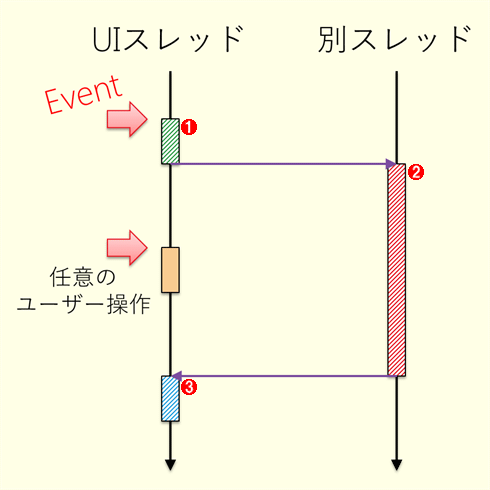 UIスレッド
別スレッド
Event
❶
❷
任意の
ユーザー操作
❸